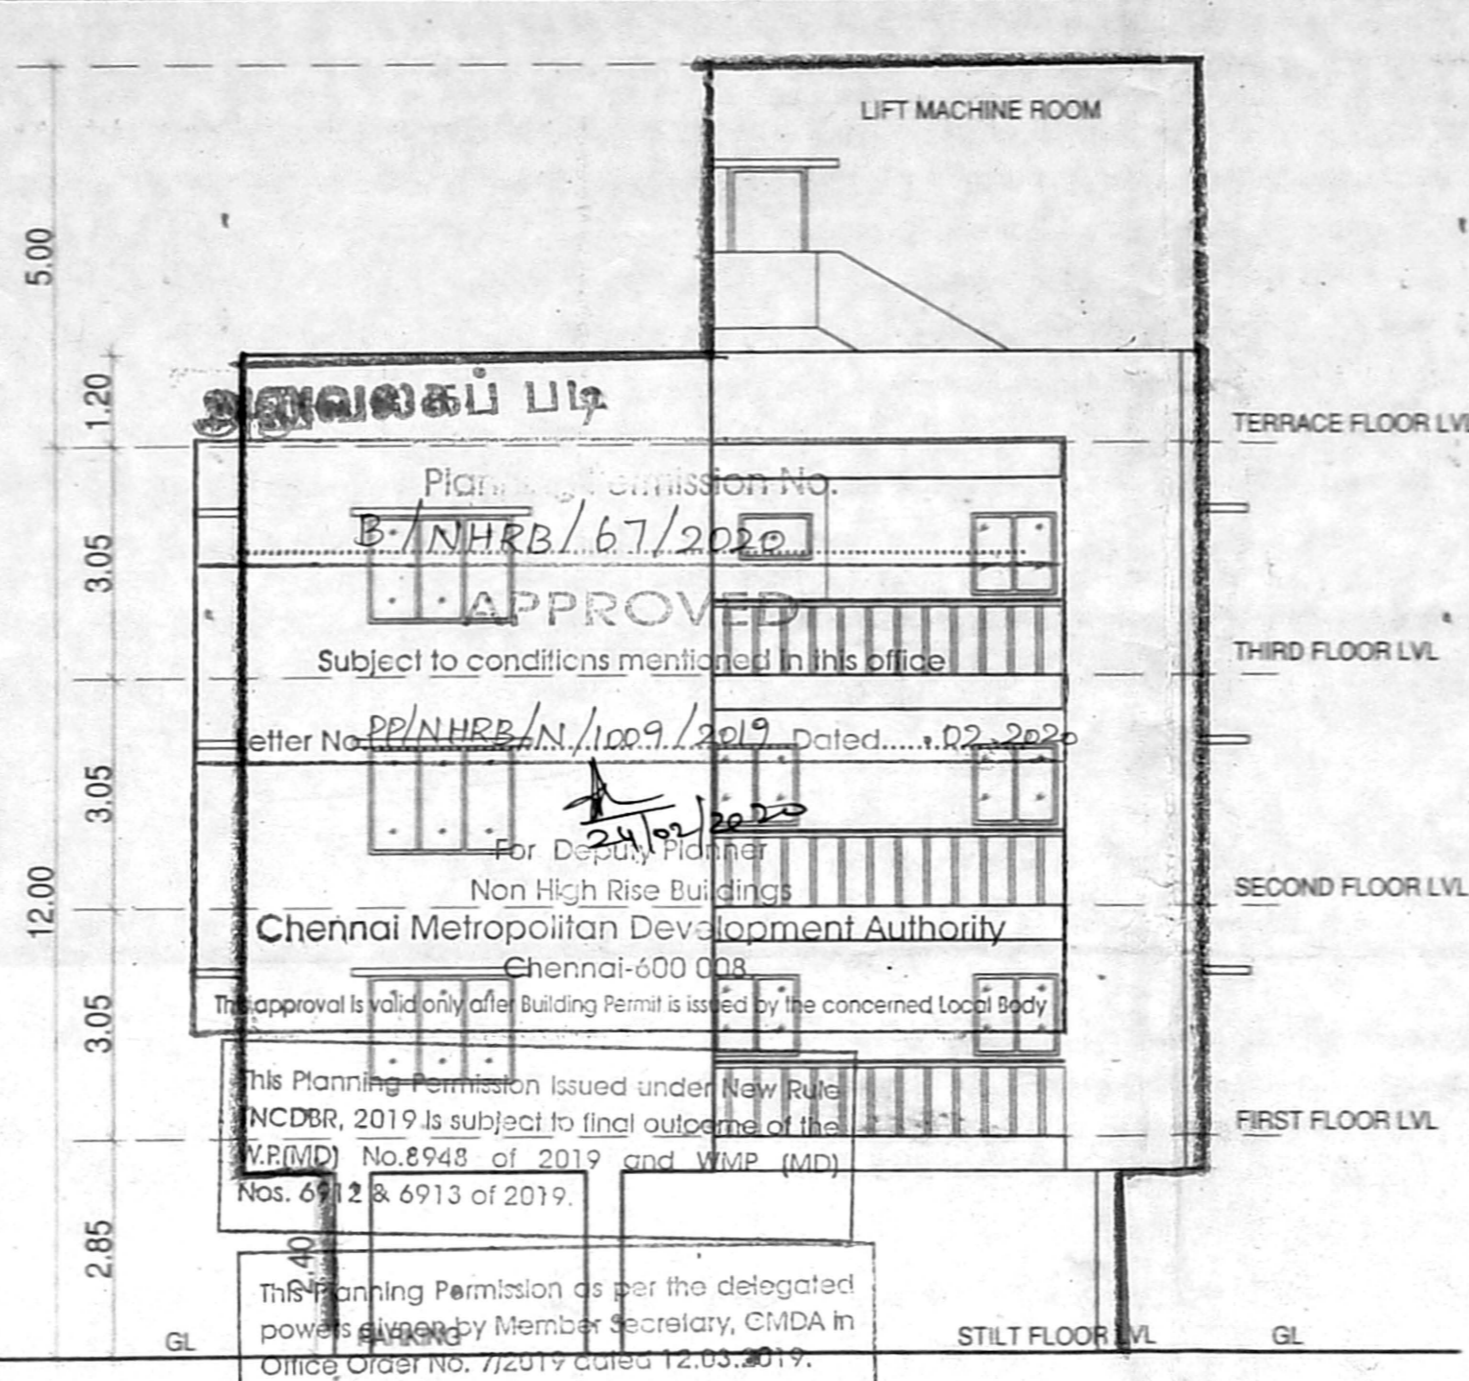 LIFT MACHINE ROOM
5.00
1.20
அலுவலகப் படி
TERRACE FLOOR LVL
Planning Permission No.
B/NHRB/67/2020
3.05
APPROVED
Subject to conditions mentioned in this office
THIRD FLOOR LVL
Letter No PP/NHRB/N/1009/2019 Dated .02.2020
3.05
24/02/2020
For Deputy Planner
Non High Rise Buildings
SECOND FLOOR LVL
12.00
Chennai Metropolitan Development Authority
Chennai-600 008
This approval is valid only after Building Permit is issued by the concerned Local Body
3.05
This Planning Permission Issued under New Rule
TNCDBR, 2019 is subject to final outcome of the
W.P.(MD) No.8948 of 2019 and WMP (MD)
Nos. 6912 & 6913 of 2019.
FIRST FLOOR LVL
2.85
2.40
This Planning Permission as per the delegated
powers given by Member Secretary, CMDA in
Office Order No. 7/2019 dated 12.03.2019.
GL
PARKING
STILT FLOOR LVL
GL